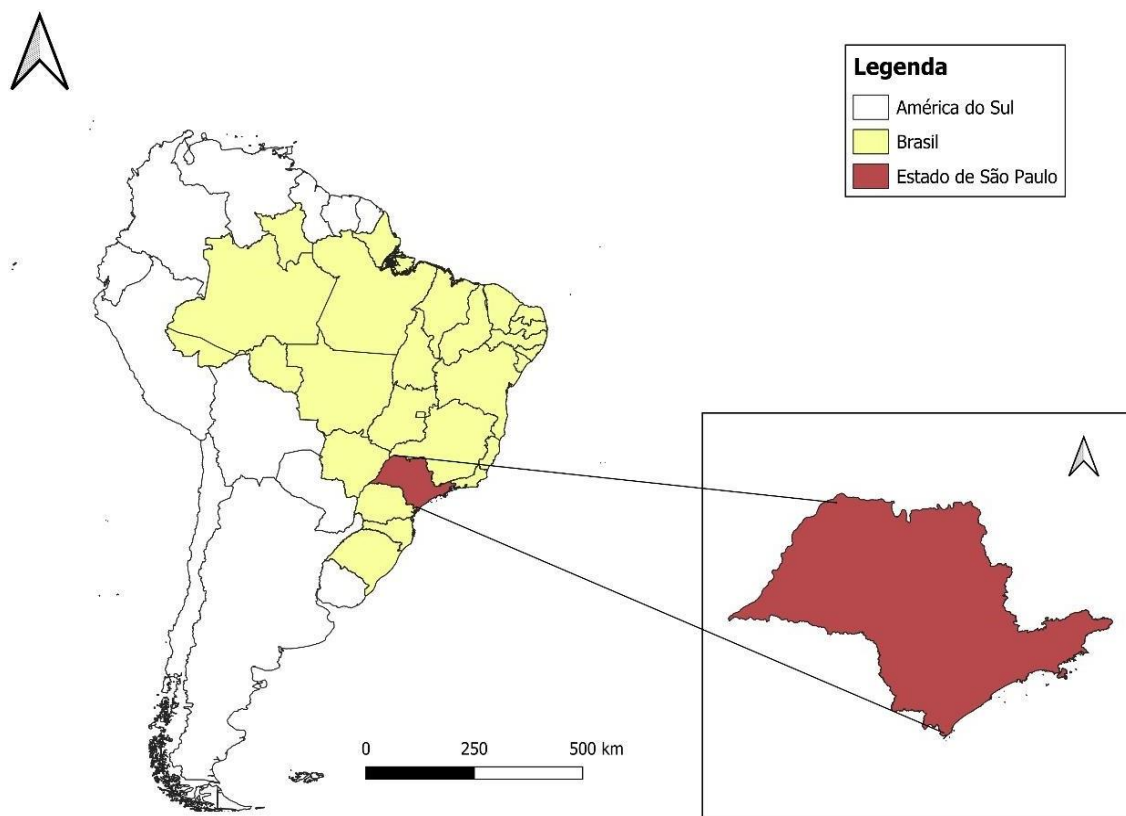 Legenda
América do Sul
Brasil
Estado de São Paulo
0 250 500 km